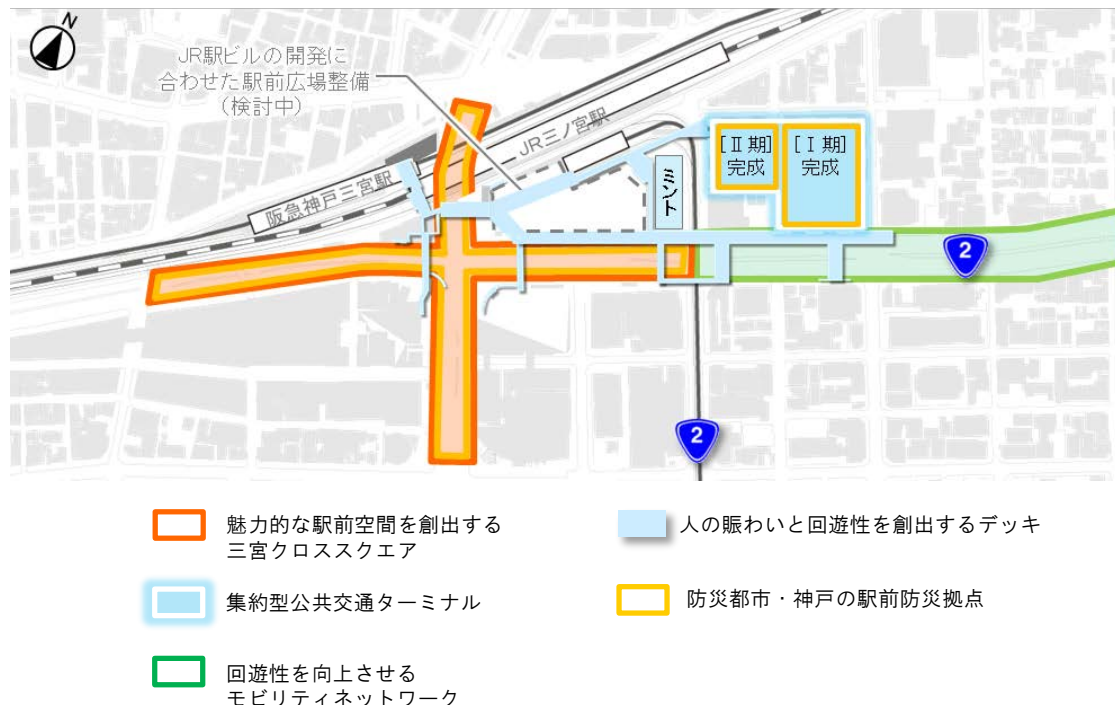 N
JR駅ビルの開発に
合わせた駅前広場整備
（検討中）
JR三ノ宮駅
阪急神戸三宮駅
ミント
［Ⅱ期］
完成
［Ⅰ期］
完成
2
2
魅力的な駅前空間を創出する
三宮クロススクエア
人の賑わいと回遊性を創出するデッキ
集約型公共交通ターミナル
防災都市・神戸の駅前防災拠点
回遊性を向上させる
モビリティネットワーク